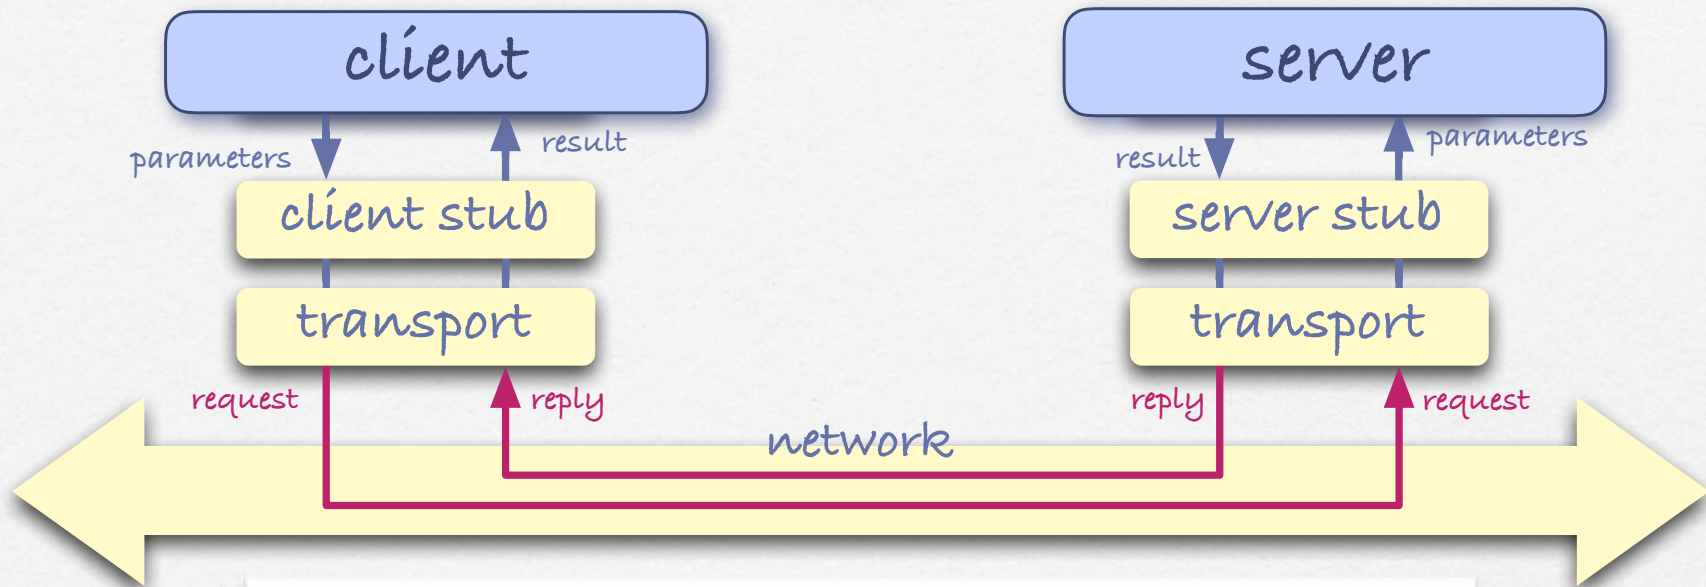 client
server
parameters
result
result
parameters
client stub
server stub
transport
transport
request
reply
reply
request
network